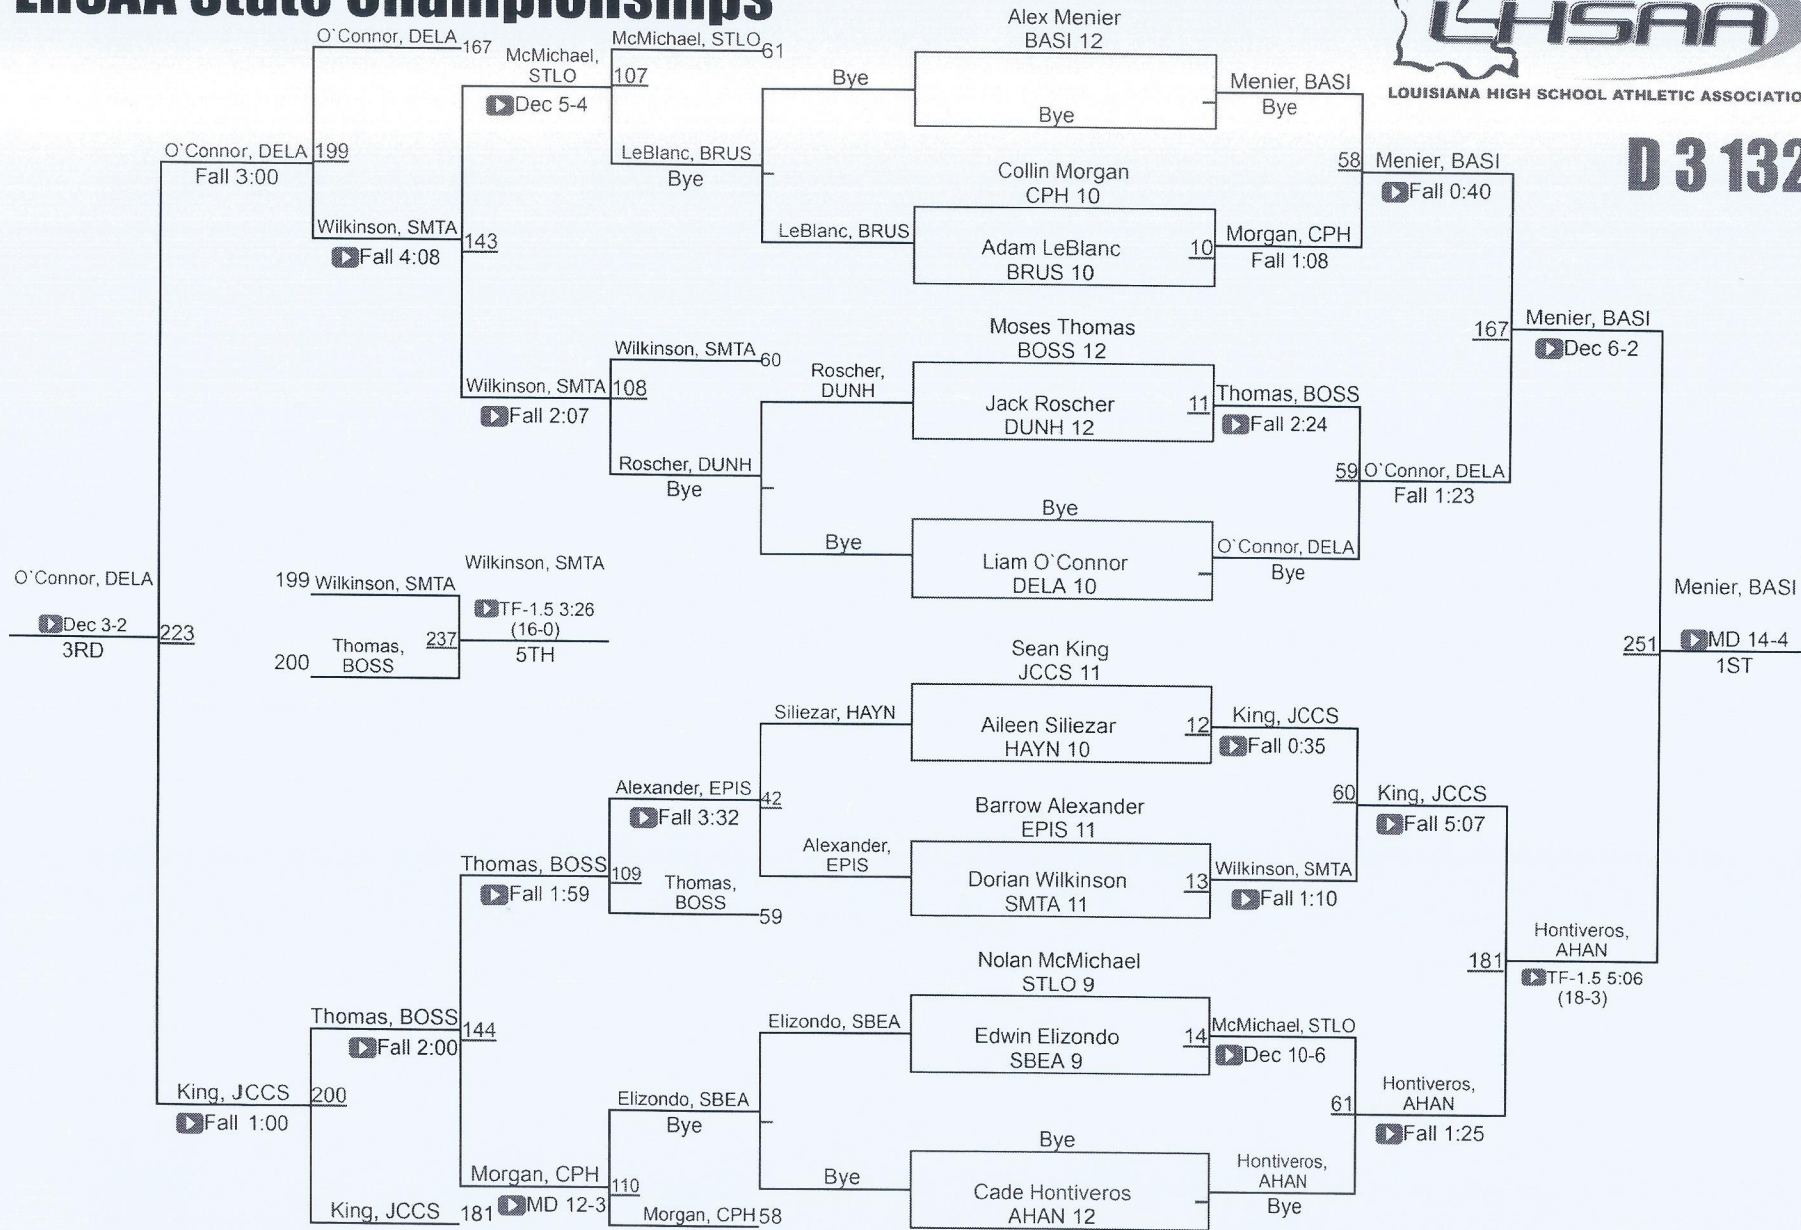 LHSAA State Championships
LHSAA
LOUISIANA HIGH SCHOOL ATHLETIC ASSOCIATIO
D 3 132
O`Connor, DELA 167
O`Connor, DELA 199
Fall 3:00
Wilkinson, SMTA 143
Fall 4:08
McMichael,
STLO
Dec 5-4
McMichael, STLO 61
107
LeBlanc, BRUS
Bye
Wilkinson, SMTA 108
Fall 2:07
Wilkinson, SMTA 60
Roscher, DUNH
Bye
Bye
LeBlanc, BRUS
Roscher,
DUNH
Bye
Alex Menier
BASI 12
Bye
Collin Morgan
CPH 10
Adam LeBlanc
BRUS 10
10
Moses Thomas
BOSS 12
Jack Roscher
DUNH 12
11
Bye
Liam O`Connor
DELA 10
Menier, BASI
Bye
Morgan, CPH
Fall 1:08
Thomas, BOSS
Fall 2:24
O`Connor, DELA
Bye
58 Menier, BASI
Fall 0:40
59 O`Connor, DELA
Fall 1:23
167 Menier, BASI
Dec 6-2
O`Connor, DELA
Dec 3-2
3RD
223
199 Wilkinson, SMTA
200 Thomas,
BOSS
237
Wilkinson, SMTA
TF-1.5 3:26
(16-0)
5TH
Menier, BASI
251 MD 14-4
1ST
Siliezar, HAYN
Alexander,
EPIS
Alexander, EPIS 42
Fall 3:32
Thomas, BOSS 109
Fall 1:59
Thomas,
BOSS 59
Thomas, BOSS 144
Fall 2:00
King, JCCS 200
Fall 1:00
King, JCCS 181
Morgan, CPH 110
MD 12-3
Morgan, CPH 58
Elizondo, SBEA
Bye
Elizondo, SBEA
Bye
Sean King
JCCS 11
Aileen Siliezar
HAYN 10
12
Barrow Alexander
EPIS 11
Dorian Wilkinson
SMTA 11
13
Nolan McMichael
STLO 9
Edwin Elizondo
SBEA 9
14
Bye
Cade Hontiveros
AHAN 12
King, JCCS
Fall 0:35
Wilkinson, SMTA
Fall 1:10
McMichael, STLO
Dec 10-6
Hontiveros,
AHAN
Bye
60 King, JCCS
Fall 5:07
61 Hontiveros,
AHAN
Fall 1:25
181 Hontiveros,
AHAN
TF-1.5 5:06
(18-3)